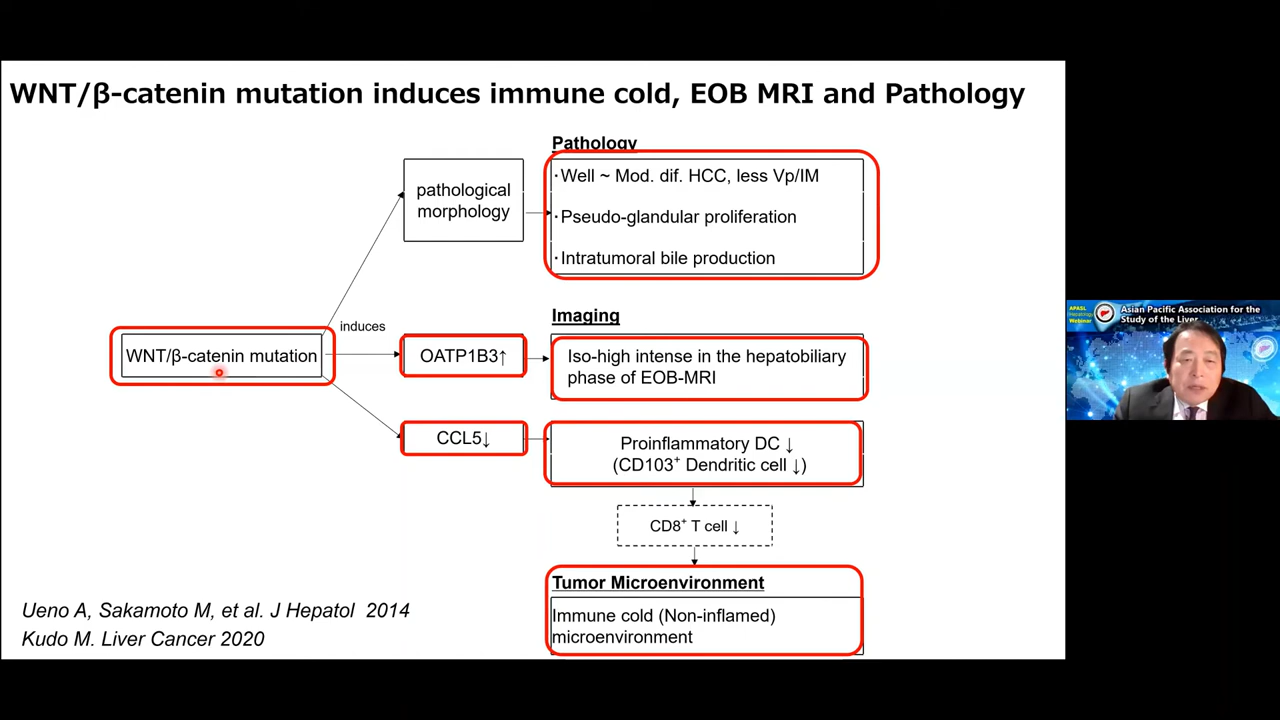 WNT/β-catenin mutation induces immune cold, EOB MRI and Pathology
Pathology
pathological
morphology
·Well ~ Mod. dif. HCC, less Vp/IM
·Pseudo-glandular proliferation
·Intratumoral bile production
induces
Imaging
WNT/β-catenin mutation
OATP1B3↑
Iso-high intense in the hepatobiliary
phase of EOB-MRI
CCL5↓
Proinflammatory DC ↓
(CD103⁺ Dendritic cell ↓)
CD8⁺ T cell ↓
Tumor Microenvironment
Immune cold (Non-inflamed)
microenvironment
Ueno A, Sakamoto M, et al. J Hepatol 2014
Kudo M. Liver Cancer 2020
APASL
Hepatology
Webinar
Asian Pacific Association for the
Study of the Liver